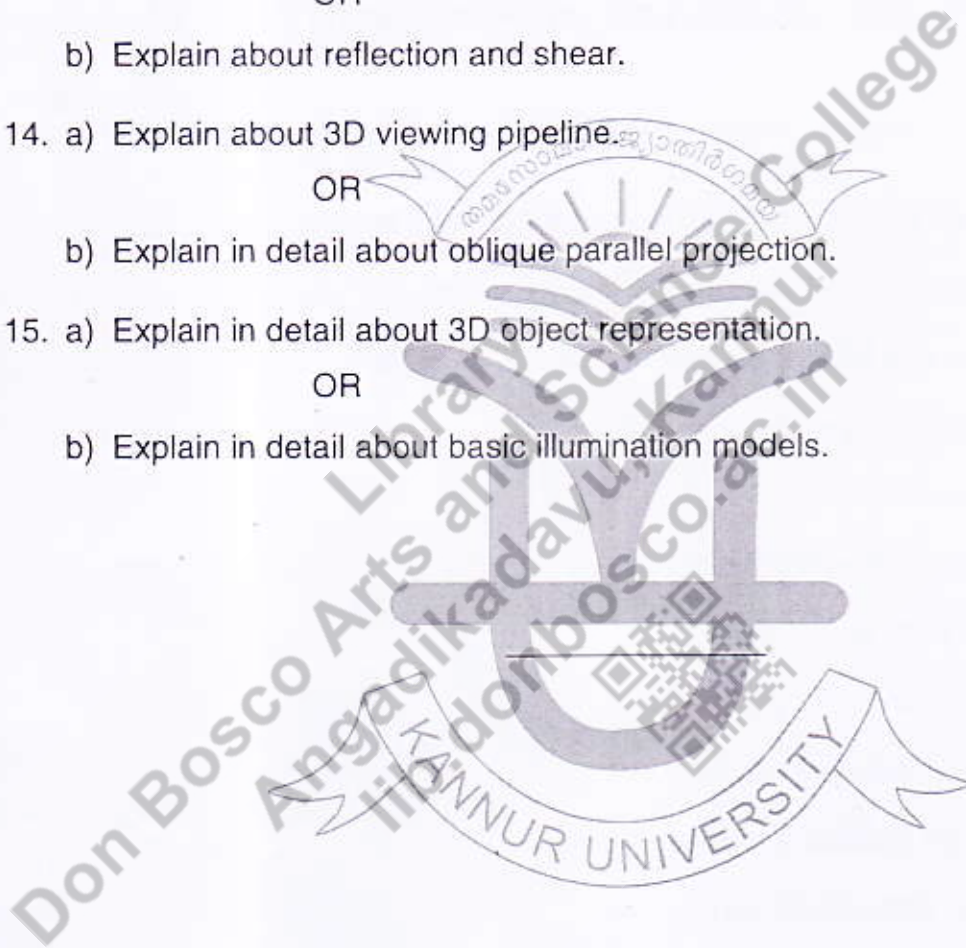 OR
b) Explain about reflection and shear.
14. a) Explain about 3D viewing pipeline.
OR
b) Explain in detail about oblique parallel projection.
15. a) Explain in detail about 3D object representation.
OR
b) Explain in detail about basic illumination models.
Library
Don Bosco Arts and Science College
Angadikadavu, Kannur
lib.donbosco.ac.in
KANNUR UNIVERSITY